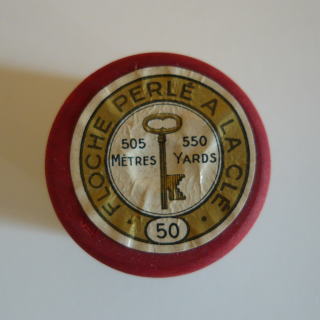 FLOCHE PERLÉ A LA CLÉ
505 550
MÈTRES YARDS
50